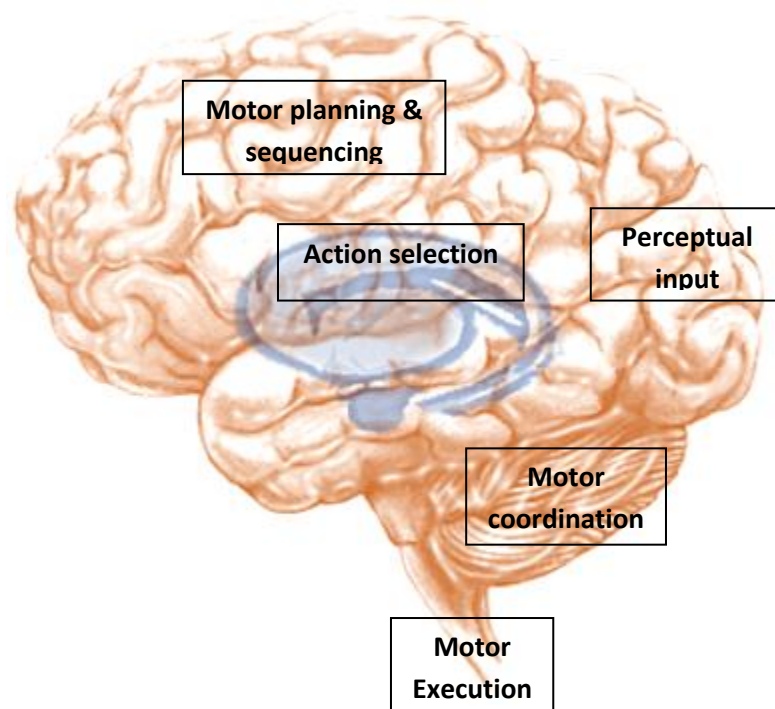 Motor planning &
sequencing
Action selection
Perceptual
input
Motor
coordination
Motor
Execution